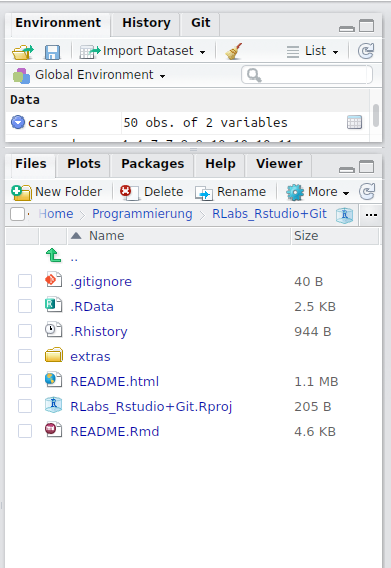 Environment History Git
Import Dataset List
Global Environment
Data
cars 50 obs. of 2 variables
Files Plots Packages Help Viewer
New Folder Delete Rename More
Home Programmierung RLabs_Rstudio+Git ...
Name Size
..
.gitignore 40 B
.RData 2.5 KB
.Rhistory 944 B
extras
README.html 1.1 MB
RLabs_Rstudio+Git.Rproj 205 B
README.Rmd 4.6 KB